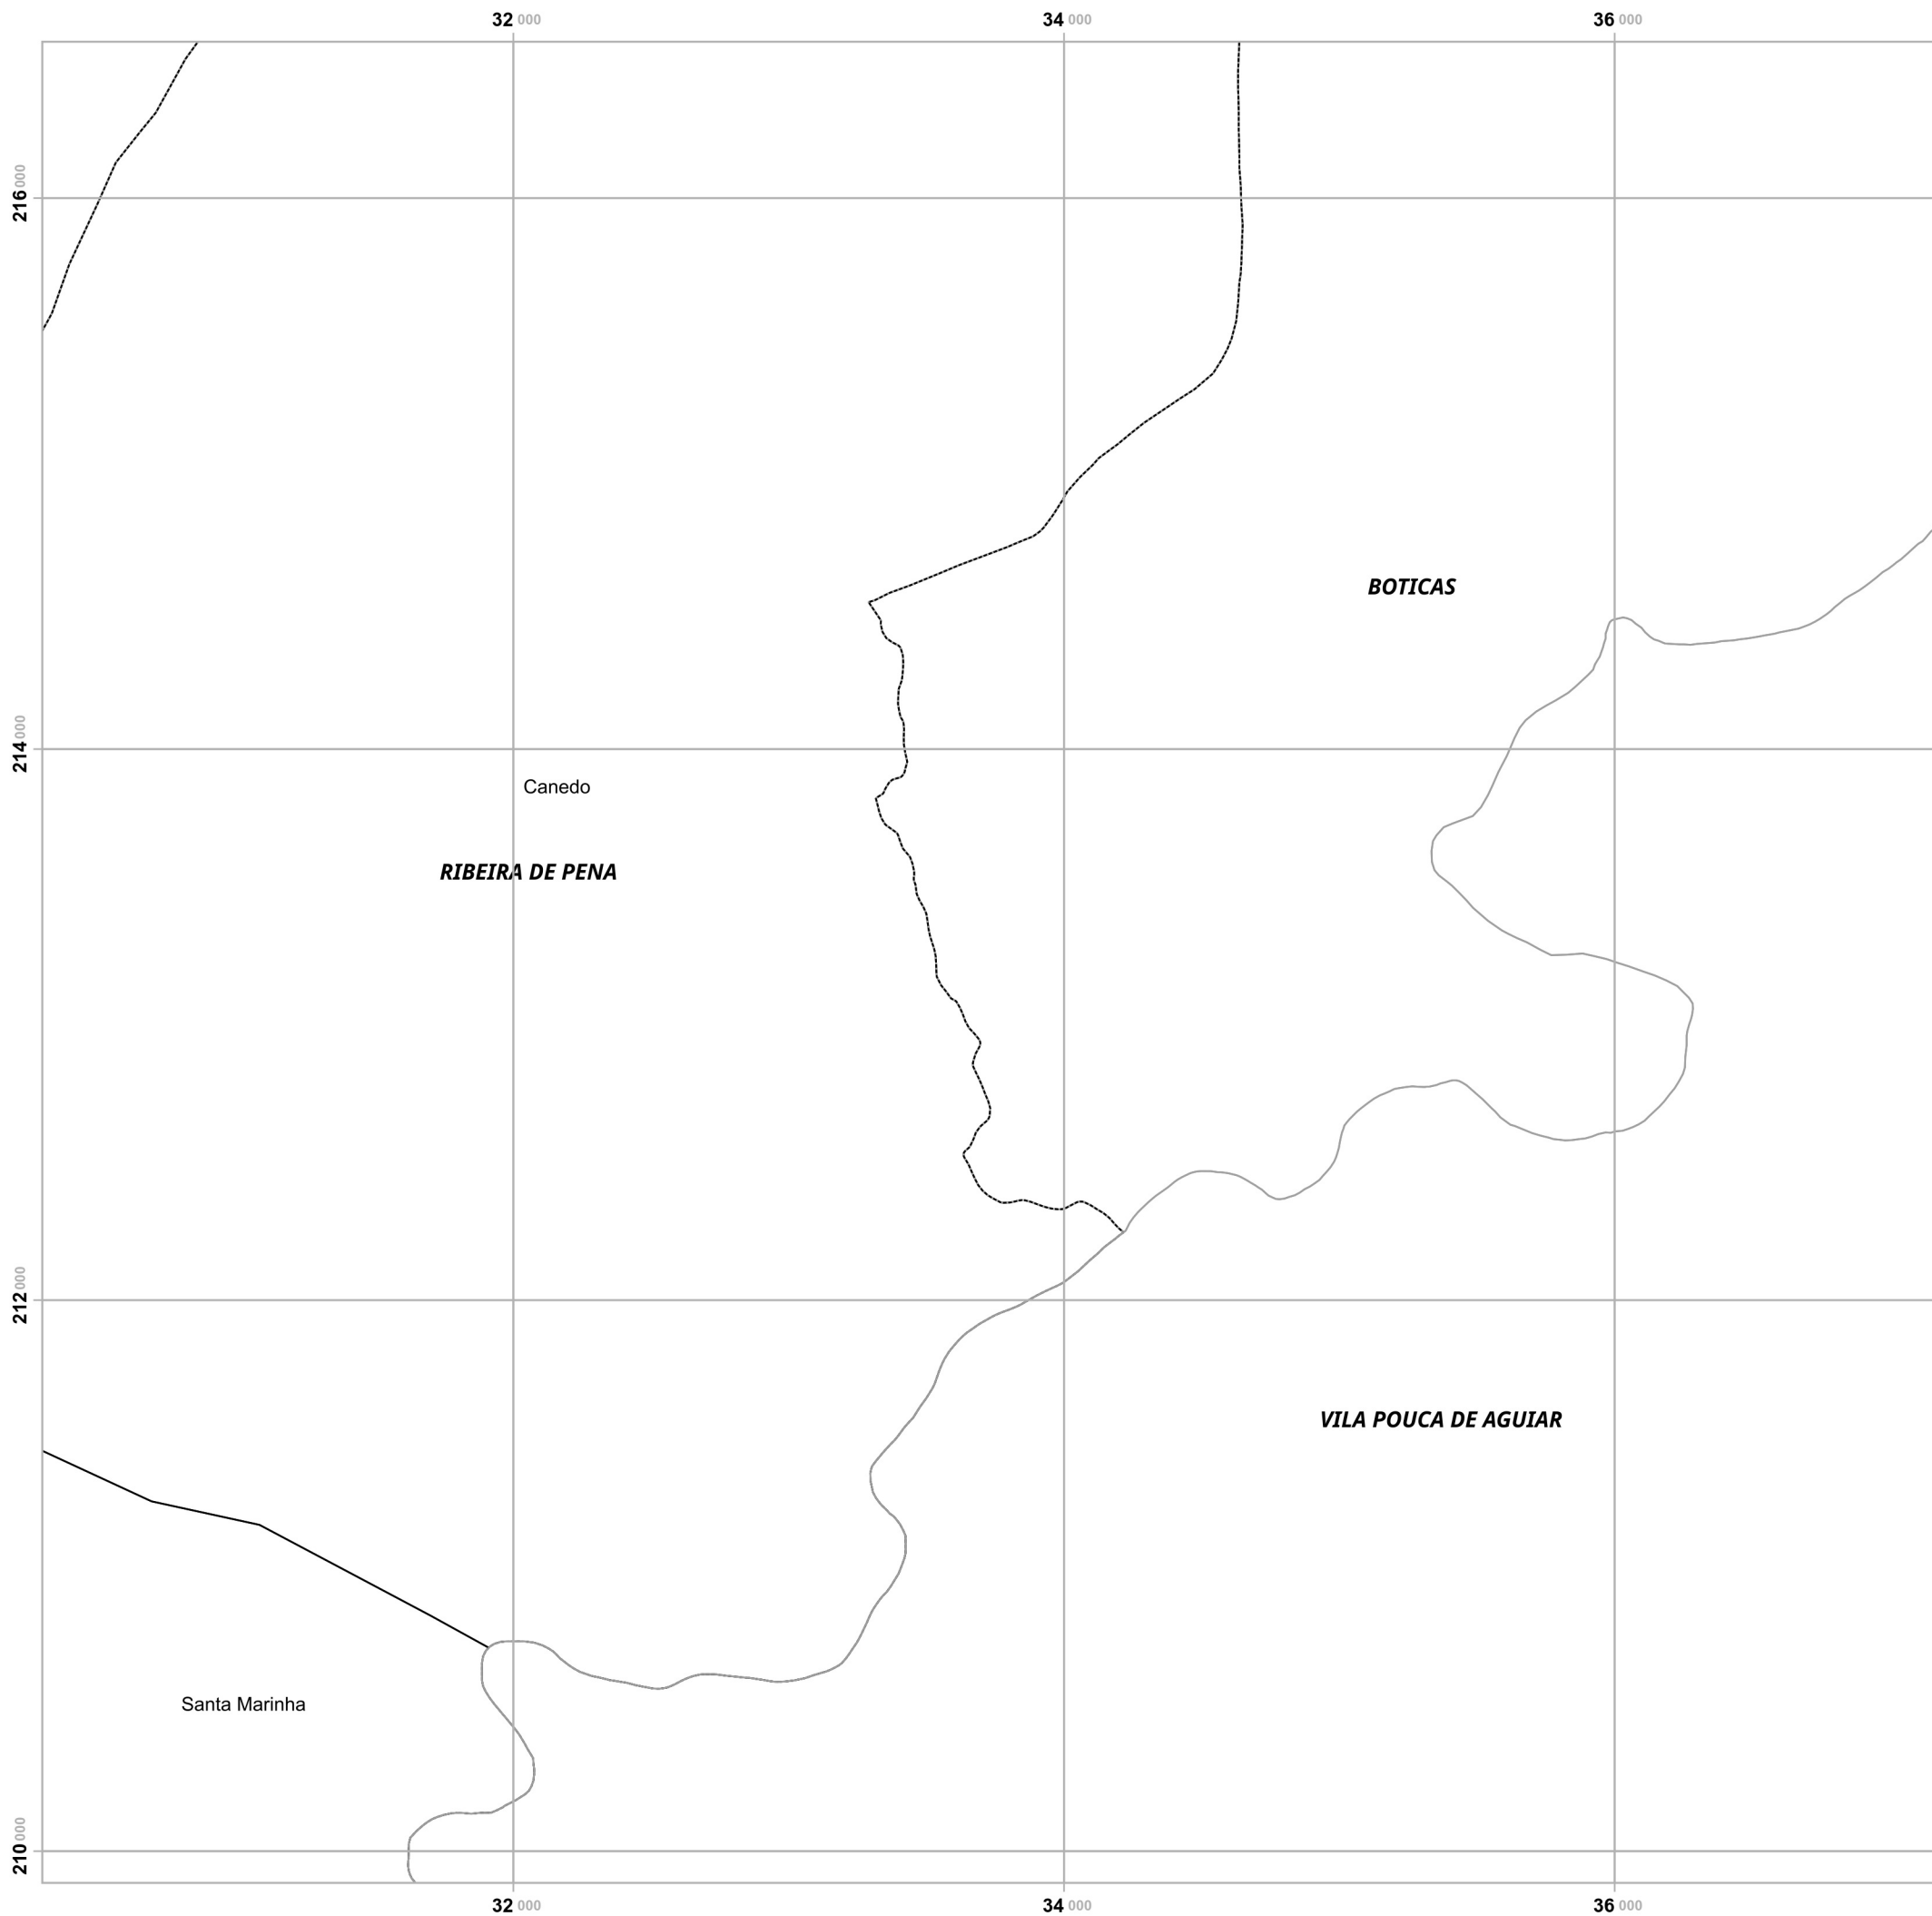 32 000 34 000 36 000
216 000
BOTICAS
214 000
Canedo
RIBEIRA DE PENA
212 000
VILA POUCA DE AGUIAR
Santa Marinha
210 000
32 000 34 000 36 000